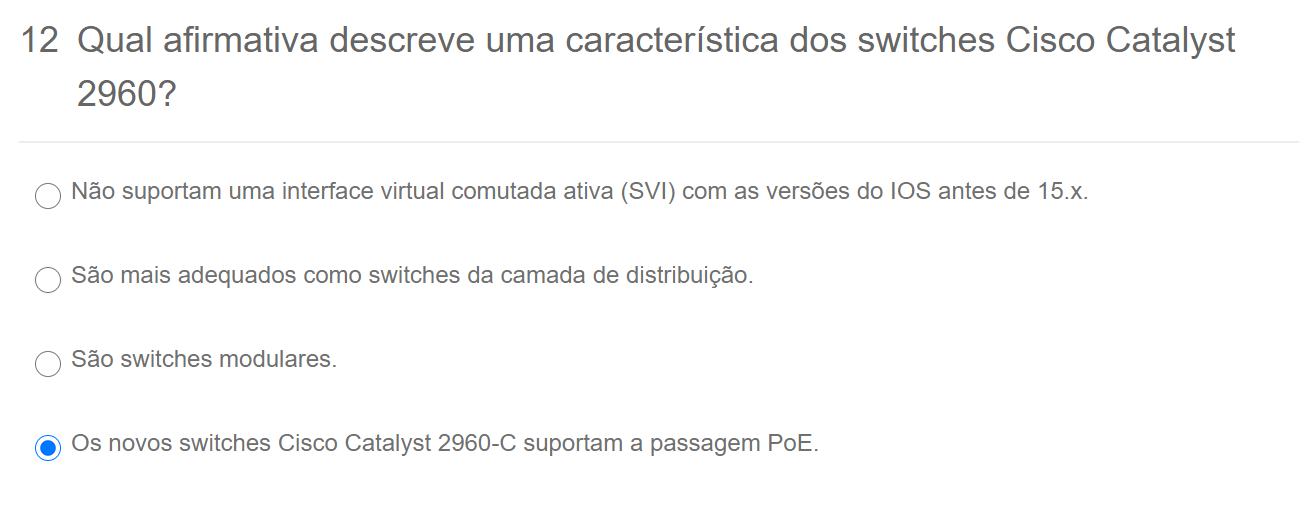 12 Qual afirmativa descreve uma característica dos switches Cisco Catalyst
2960?
Não suportam uma interface virtual comutada ativa (SVI) com as versões do IOS antes de 15.x.
São mais adequados como switches da camada de distribuição.
São switches modulares.
Os novos switches Cisco Catalyst 2960-C suportam a passagem PoE.